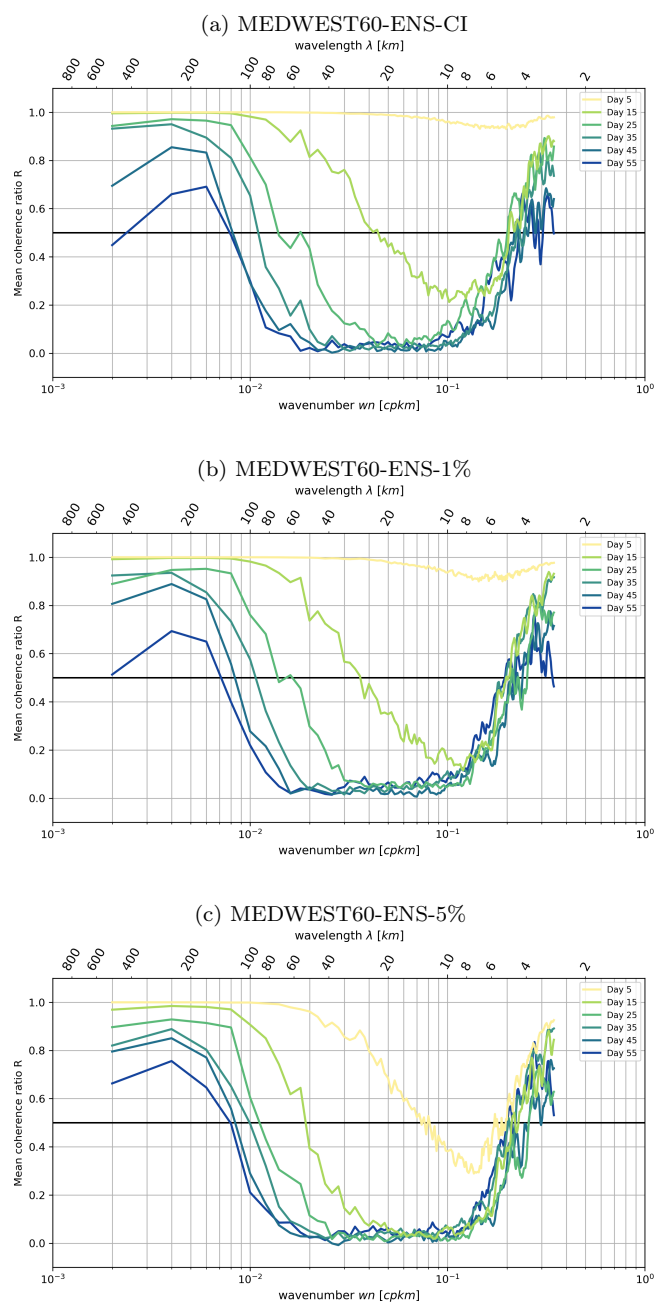 (a) MEDWEST60-ENS-CI
wavelength λ [km]
800 600 400 200 100 80 60 40 20 10 8 6 4 2
Mean coherence ratio R
1.0
0.8
0.6
0.4
0.2
0.0
Day 5
Day 15
Day 25
Day 35
Day 45
Day 55
10⁻³ 10⁻² 10⁻¹ 10⁰
wavenumber wn [cpkm]
(b) MEDWEST60-ENS-1%
wavelength λ [km]
800 600 400 200 100 80 60 40 20 10 8 6 4 2
Mean coherence ratio R
1.0
0.8
0.6
0.4
0.2
0.0
Day 5
Day 15
Day 25
Day 35
Day 45
Day 55
10⁻³ 10⁻² 10⁻¹ 10⁰
wavenumber wn [cpkm]
(c) MEDWEST60-ENS-5%
wavelength λ [km]
800 600 400 200 100 80 60 40 20 10 8 6 4 2
Mean coherence ratio R
1.0
0.8
0.6
0.4
0.2
0.0
Day 5
Day 15
Day 25
Day 35
Day 45
Day 55
10⁻³ 10⁻² 10⁻¹ 10⁰
wavenumber wn [cpkm]